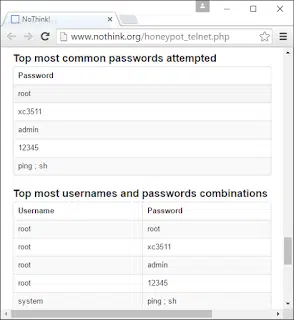 NoThink!
www.nothink.org/honeypot_telnet.php
Top most common passwords attempted
Password
root
xc3511
admin
12345
ping ; sh
Top most usernames and passwords combinations
Username Password
root root
root xc3511
root admin
root 12345
system ping ; sh